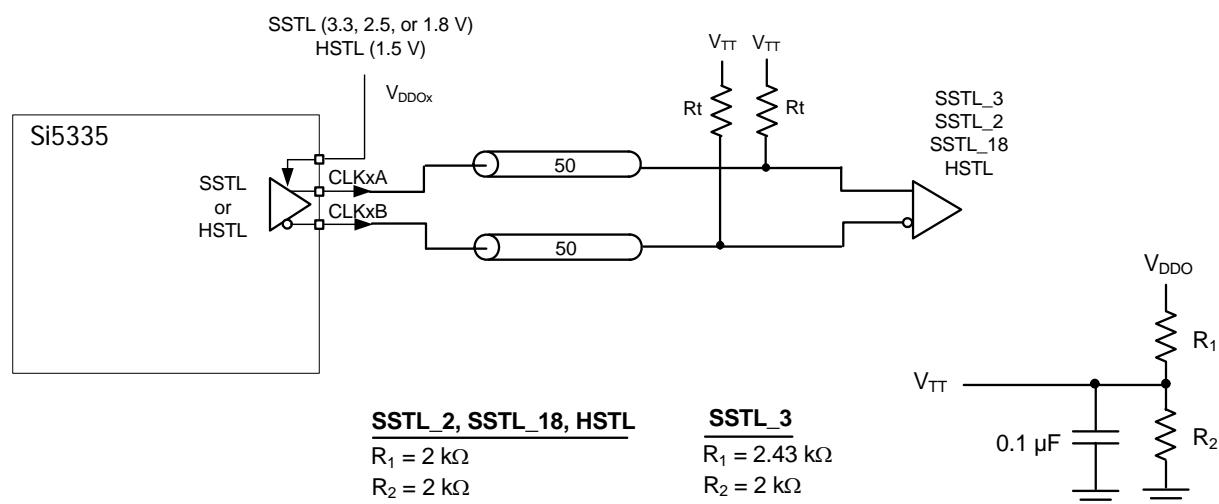 SSTL (3.3, 2.5, or 1.8 V)
HSTL (1.5 V)
VDDOx
Si5335
SSTL
or
HSTL
CLKxA
CLKxB
50
50
VTT VTT
Rt Rt
SSTL_3
SSTL_2
SSTL_18
HSTL
VDDO
R1
VTT
0.1 µF
R2
SSTL_2, SSTL_18, HSTL
R1 = 2 kΩ
R2 = 2 kΩ
SSTL_3
R1 = 2.43 kΩ
R2 = 2 kΩ